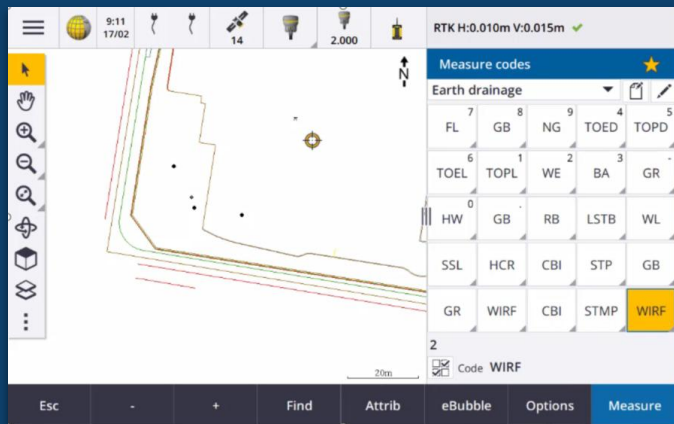 9:11
17/02
14
2.000
RTK H:0.010m V:0.015m
N
20m
Measure codes
Earth drainage
FL 7 GB 8 NG 9 TOED 4 TOPD 5
TOEL 6 TOPL 1 WE 2 BA 3 GR -
HW 0 GB . RB LSTB WL
SSL HCR CBI STP GB
GR WIRF CBI STMP WIRF
2
Code WIRF
Esc - + Find Attrib eBubble Options Measure